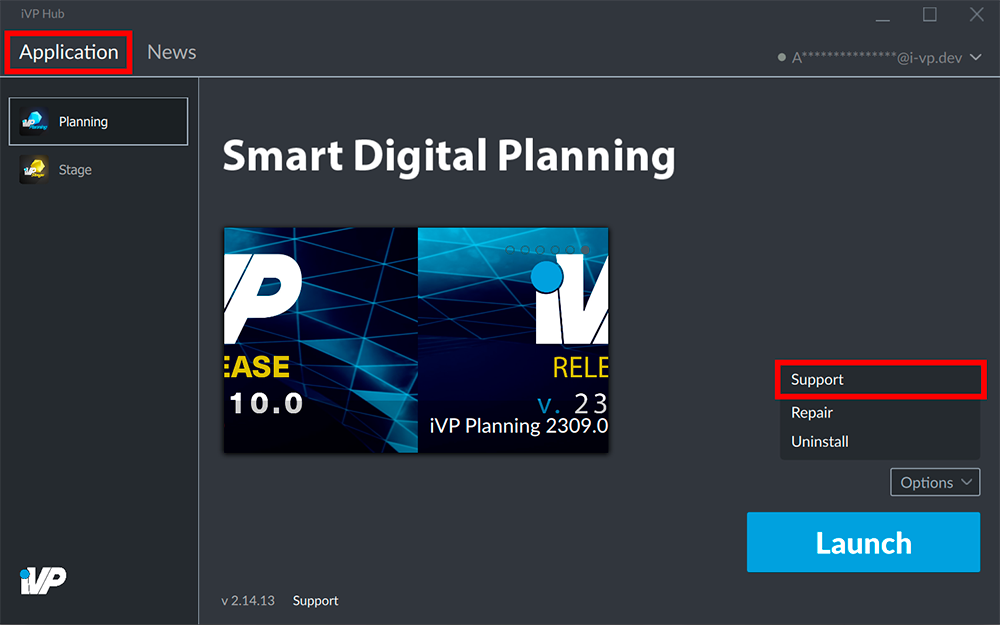 iVP Hub
Application News
A***************@i-vp.dev
Planning
Stage
Smart Digital Planning
VP
EASE
10.0
iV
RELE
v. 23
iVP Planning 2309.0
Support
Repair
Uninstall
Options
Launch
iVP
v 2.14.13 Support